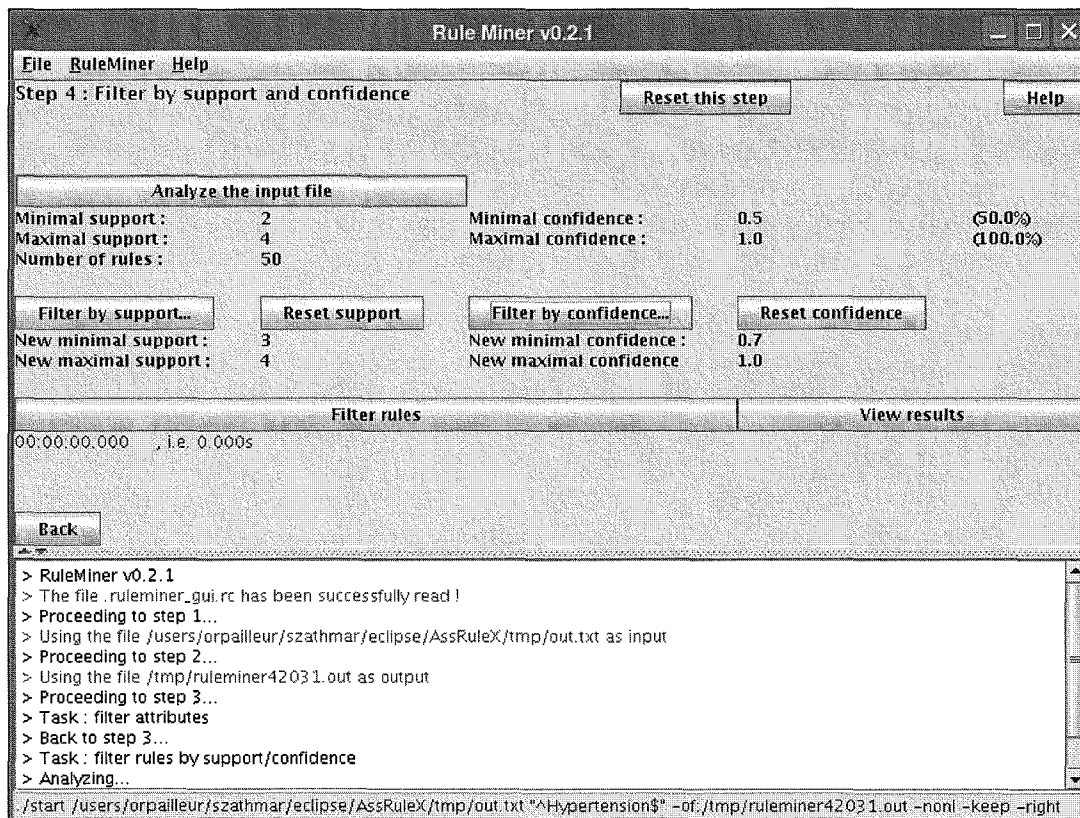 Rule Miner v0.2.1
File RuleMiner Help
Step 4 : Filter by support and confidence Reset this step Help
Analyze the input file
Minimal support : 2 Minimal confidence : 0.5 (50.0%)
Maximal support : 4 Maximal confidence : 1.0 (100.0%)
Number of rules : 50
Filter by support... Reset support Filter by confidence... Reset confidence
New minimal support : 3 New minimal confidence : 0.7
New maximal support : 4 New maximal confidence 1.0
Filter rules View results
00:00:00.000 , i.e. 0.000s
Back
> RuleMiner v0.2.1
> The file .ruleminer_gui.rc has been successfully read !
> Proceeding to step 1...
> Using the file /users/orpailleur/szathmar/eclipse/AssRuleX/tmp/out.txt as input
> Proceeding to step 2...
> Using the file /tmp/ruleminer42031.out as output
> Proceeding to step 3...
> Task : filter attributes
> Back to step 3...
> Task : filter rules by support/confidence
> Analyzing...
./start /users/orpailleur/szathmar/eclipse/AssRuleX/tmp/out.txt "^Hypertension$" -of:/tmp/ruleminer42031.out -nonl -keep -right